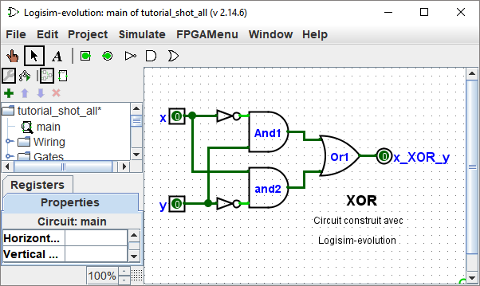 Logisim-evolution: main of tutorial_shot_all (v 2.14.6)
File Edit Project Simulate FPGAMenu Window Help
A
tutorial_shot_all*
main
Wiring
Gates
Registers
Properties
Circuit: main
Horizont...
Vertical ...
100%
x
0
And1
Or1
0
x_XOR_y
and2
y
0
XOR
Circuit construit avec
Logisim-evolution